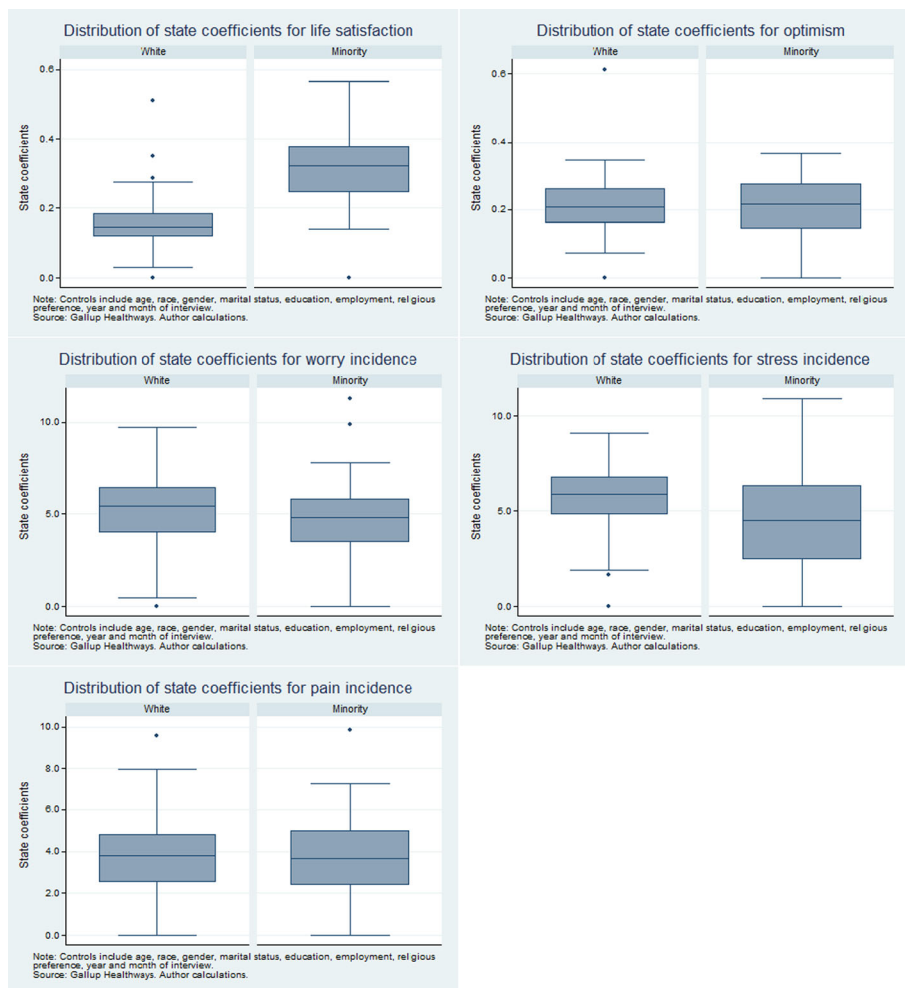 Distribution of state coefficients for life satisfaction
White
Minority
State coefficients
0.6
0.4
0.2
0.0
Note: Controls include age, race, gender, marital status, education, employment, religious
preference, year and month of interview.
Source: Gallup Healthways. Author calculations.
Distribution of state coefficients for optimism
White
Minority
State coefficients
0.6
0.4
0.2
0.0
Note: Controls include age, race, gender, marital status, education, employment, religious
preference, year and month of interview.
Source: Gallup Healthways. Author calculations.
Distribution of state coefficients for worry incidence
White
Minority
State coefficients
10.0
5.0
0.0
Note: Controls include age, race, gender, marital status, education, employment, religious
preference, year and month of interview.
Source: Gallup Healthways. Author calculations.
Distribution of state coefficients for stress incidence
White
Minority
State coefficients
10.0
5.0
0.0
Note: Controls include age, race, gender, marital status, education, employment, religious
preference, year and month of interview.
Source: Gallup Healthways. Author calculations.
Distribution of state coefficients for pain incidence
White
Minority
State coefficients
10.0
8.0
6.0
4.0
2.0
0.0
Note: Controls include age, race, gender, marital status, education, employment, religious
preference, year and month of interview.
Source: Gallup Healthways. Author calculations.